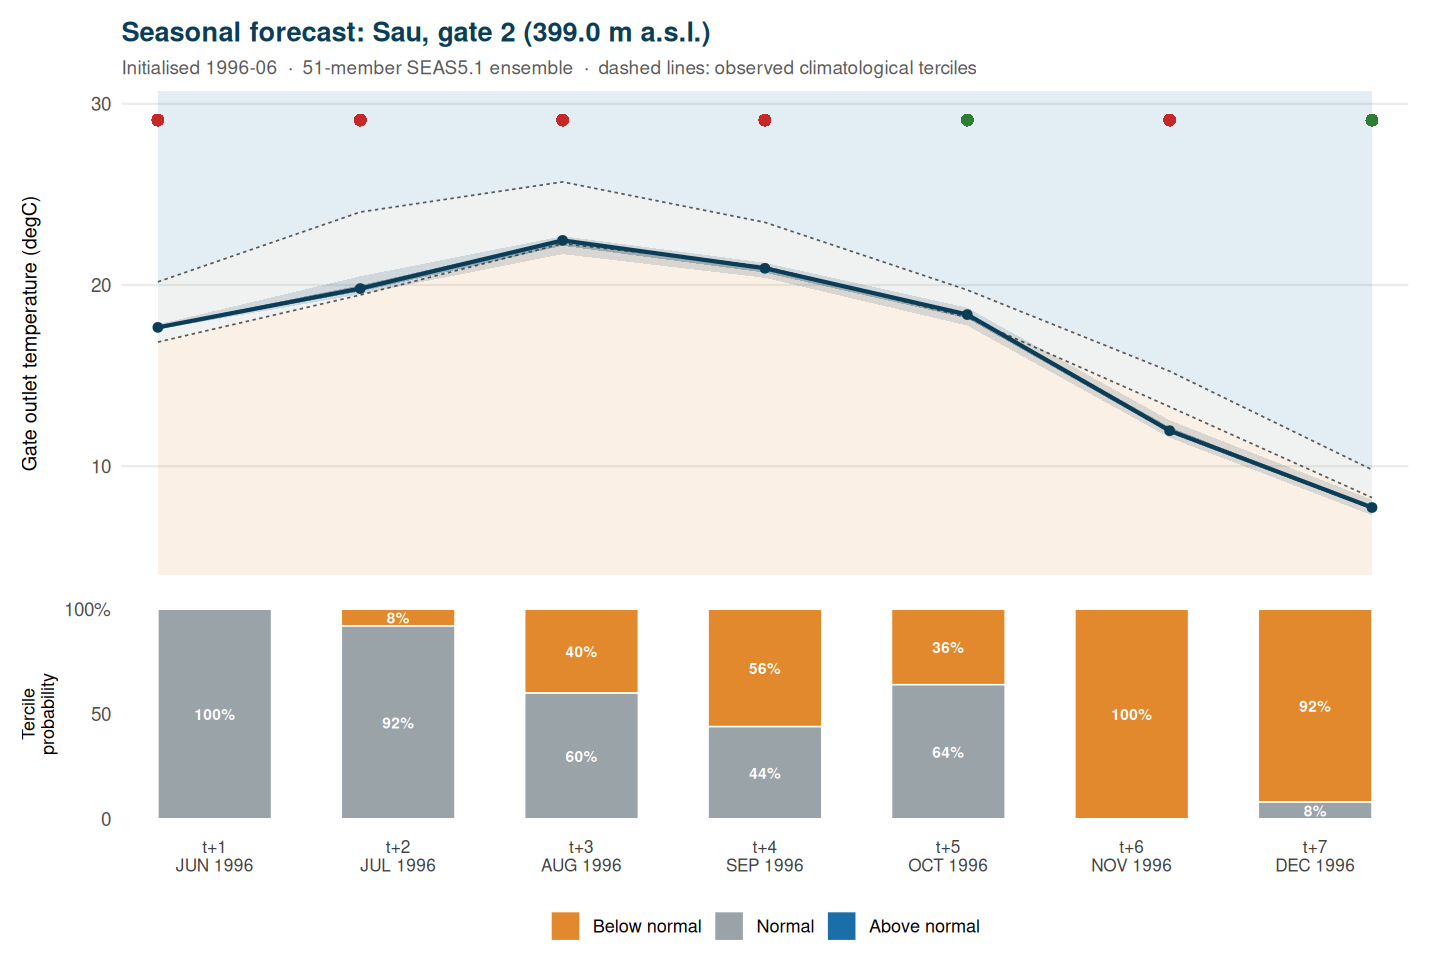 Seasonal forecast: Sau, gate 2 (399.0 m a.s.l.)
Initialised 1996-06 · 51-member SEAS5.1 ensemble · dashed lines: observed climatological terciles
Gate outlet temperature (degC)
30
20
10
Tercile
probability
100%
50
0
100%
8%
92%
40%
60%
56%
44%
36%
64%
100%
92%
8%
t+1
JUN 1996
t+2
JUL 1996
t+3
AUG 1996
t+4
SEP 1996
t+5
OCT 1996
t+6
NOV 1996
t+7
DEC 1996
Below normal
Normal
Above normal